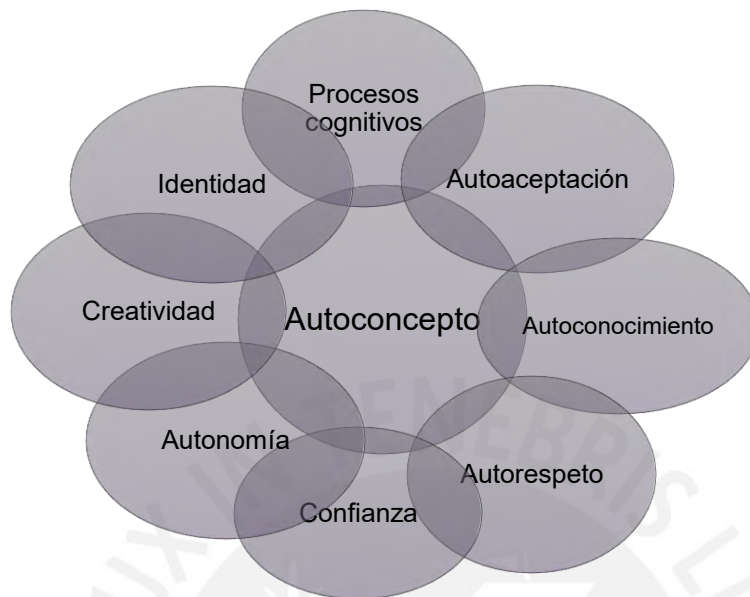 Procesos
cognitivos
Identidad
Autoaceptación
Creatividad
Autoconcepto
Autoconocimiento
Autonomía
Autorespeto
Confianza